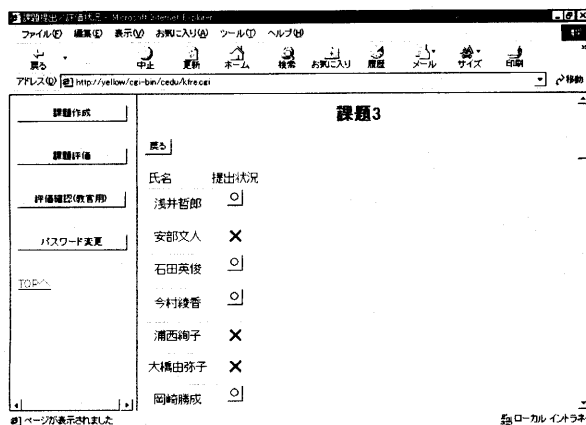 課題提出/評価状況 - Microsoft Internet Explorer
ファイル(F) 編集(E) 表示(V) お気に入り(A) ツール(T) ヘルプ(H)
戻る 中止 更新 ホーム 検索 お気に入り 履歴 メール サイズ 印刷
アドレス(D) http://yellow/cgi-bin/cedu/kfre.cgi 移動
課題作成
課題評価
評価確認(教官用)
パスワード変更
TOPへ
課題3
戻る
氏名 提出状況
浅井哲郎 ○
安部文人 ×
石田英俊 ○
今村綾香 ○
浦西絢子 ×
大橋由弥子 ×
岡崎勝成 ○
ページが表示されました ローカル イントラネ